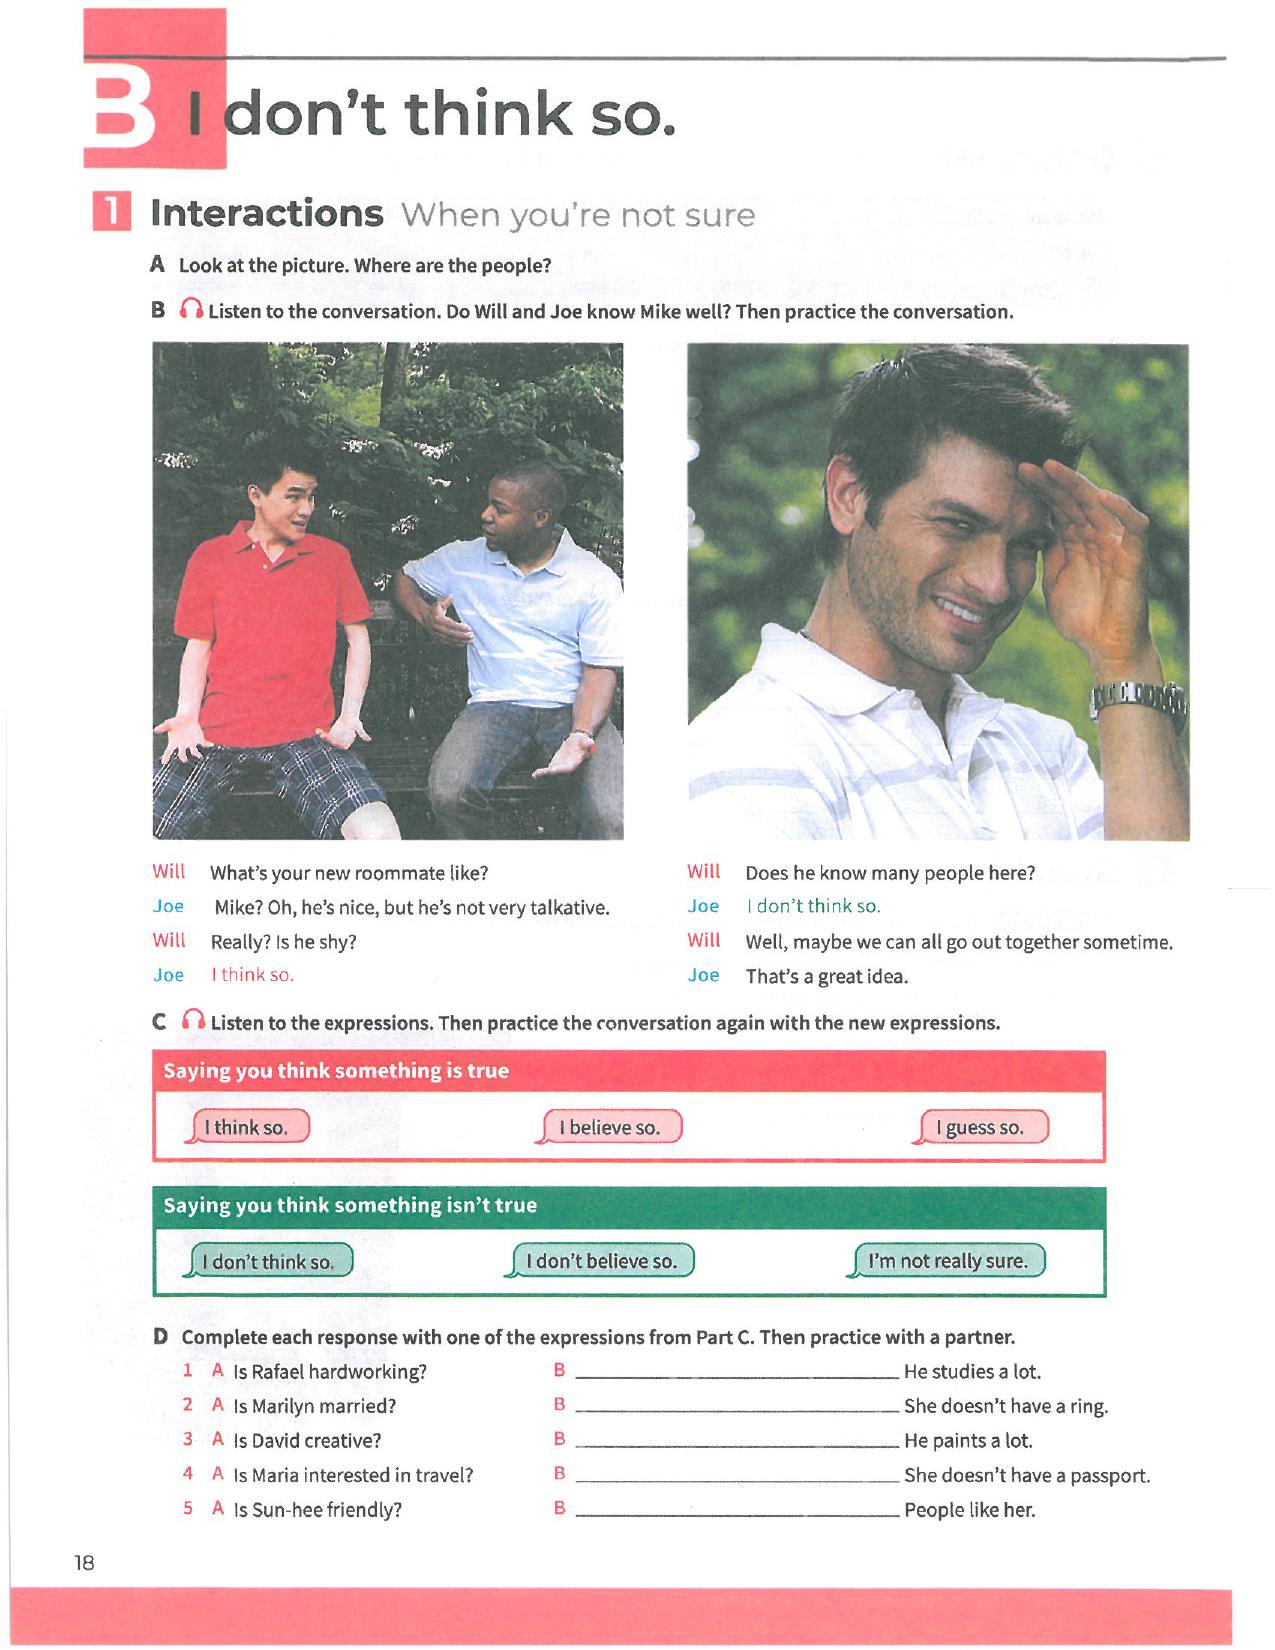 B I don't think so.
1 Interactions When you're not sure
A Look at the picture. Where are the people?
B Listen to the conversation. Do Will and Joe know Mike well? Then practice the conversation.
Will What's your new roommate like?
Joe Mike? Oh, he's nice, but he's not very talkative.
Will Really? Is he shy?
Joe I think so.
Will Does he know many people here?
Joe I don't think so.
Will Well, maybe we can all go out together sometime.
Joe That's a great idea.
C Listen to the expressions. Then practice the conversation again with the new expressions.
Saying you think something is true
I think so. I believe so. I guess so.
Saying you think something isn't true
I don't think so. I don't believe so. I'm not really sure.
D Complete each response with one of the expressions from Part C. Then practice with a partner.
1 A Is Rafael hardworking? B ______________ He studies a lot.
2 A Is Marilyn married? B ______________ She doesn't have a ring.
3 A Is David creative? B ______________ He paints a lot.
4 A Is Maria interested in travel? B ______________ She doesn't have a passport.
5 A Is Sun-hee friendly? B ______________ People like her.
18